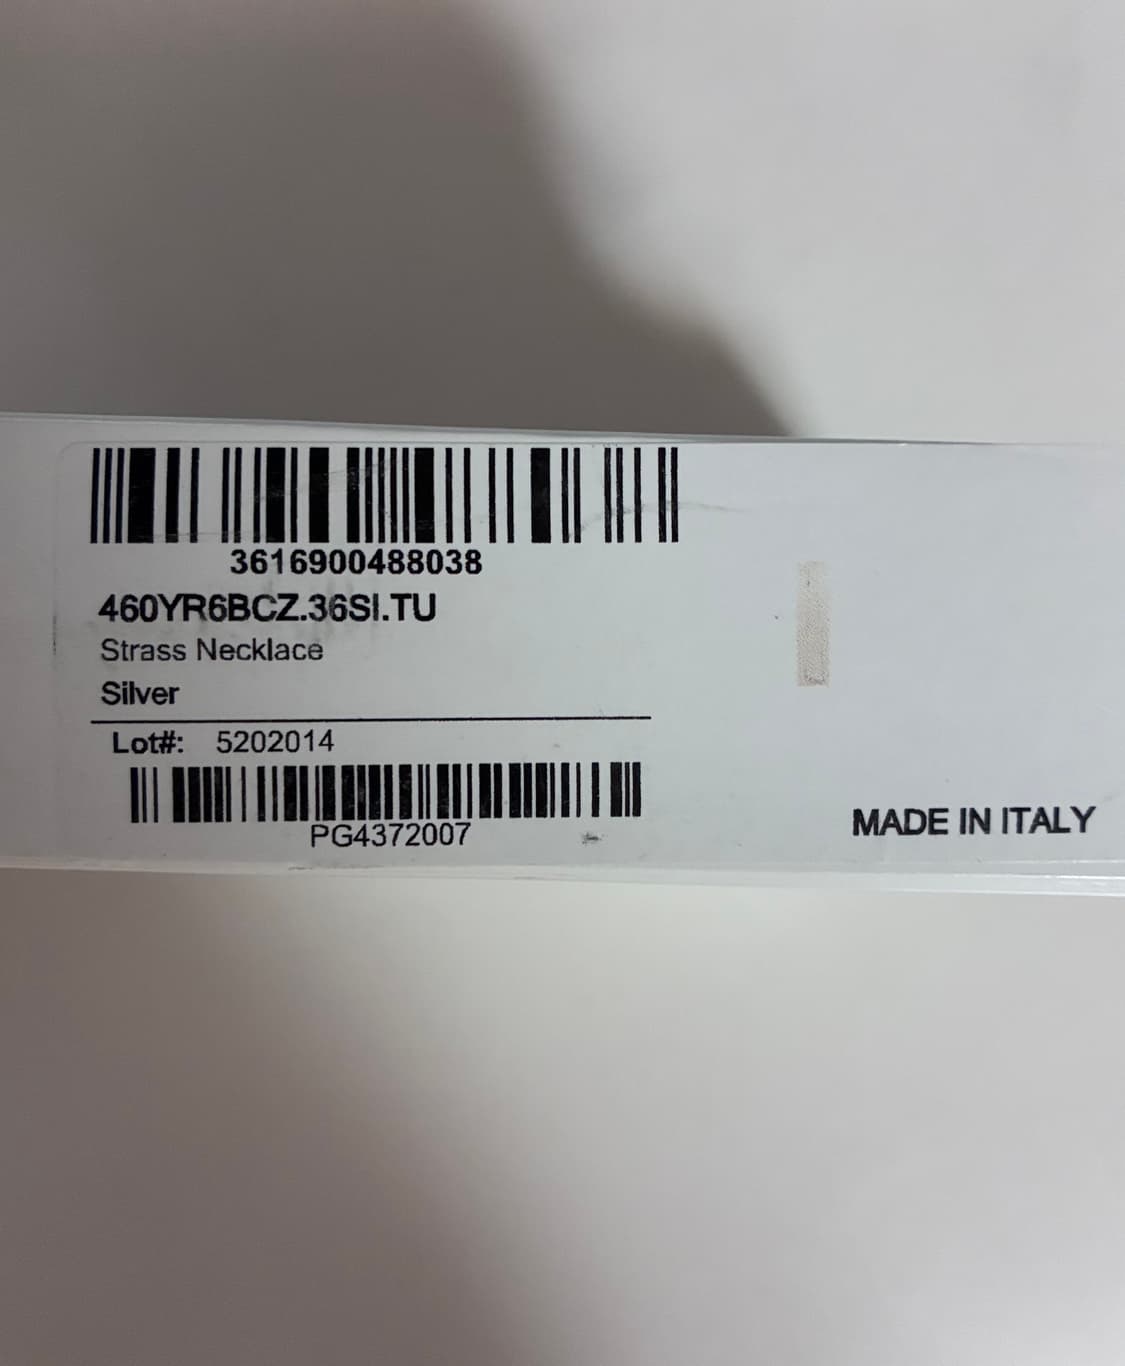 3616900488038
460YR6BCZ.36SI.TU
Strass Necklace
Silver
Lot#: 5202014
PG4372007
MADE IN ITALY